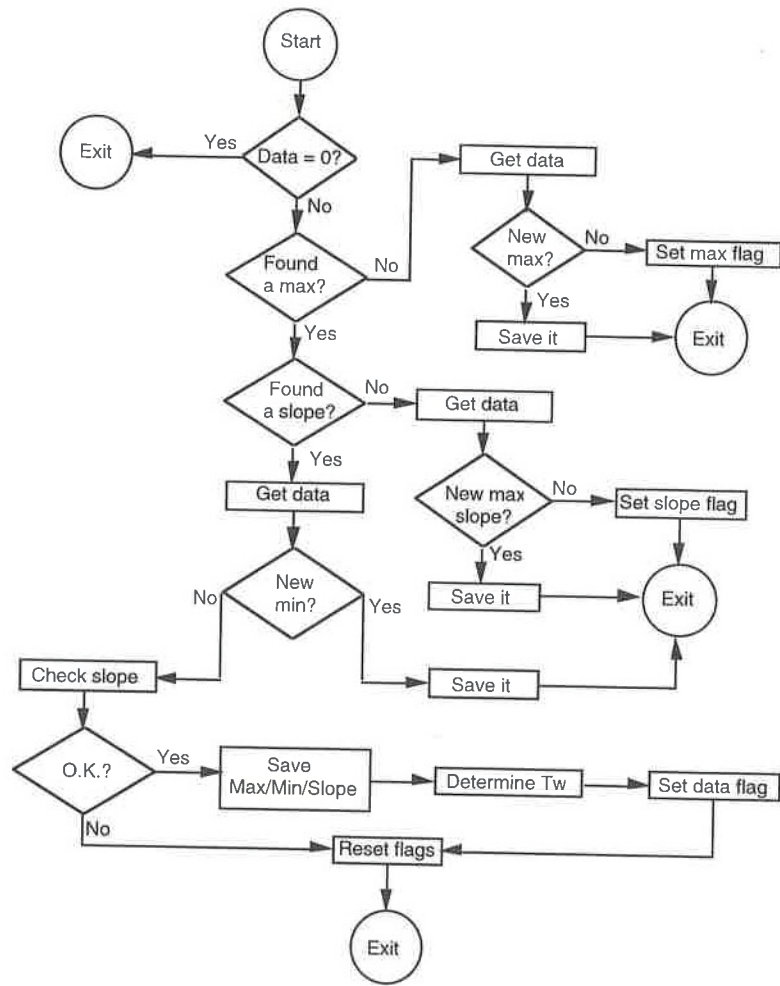 Start
Exit
Yes
Data = 0?
No
Get data
Found
a max?
No
New
max?
No
Set max flag
Yes
Yes
Save it
Exit
Found
a slope?
No
Get data
Yes
Get data
New max
slope?
No
Set slope flag
Yes
No
New
min?
Yes
Save it
Exit
Check slope
Save it
O.K.?
Yes
Save
Max/Min/Slope
Determine Tw
Set data flag
No
Reset flags
Exit